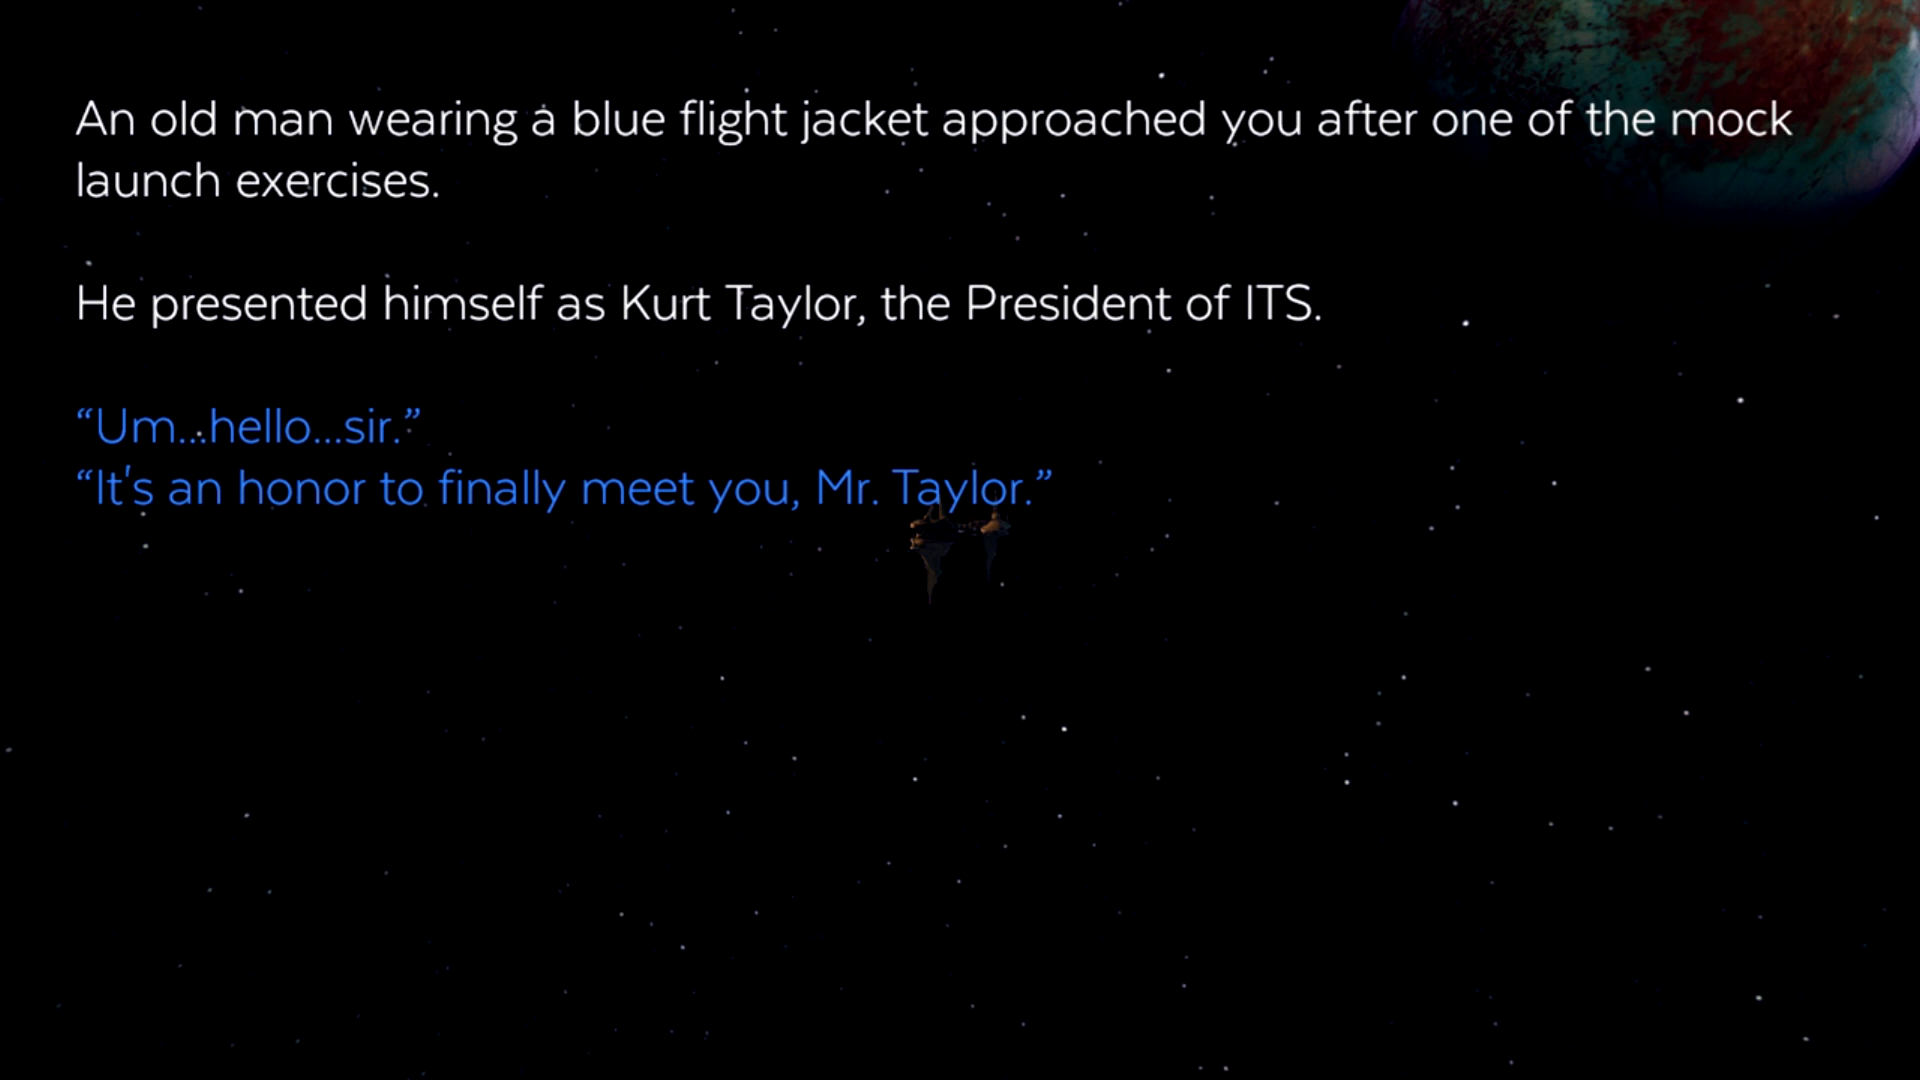 An old man wearing a blue flight jacket approached you after one of the mock
launch exercises.
He presented himself as Kurt Taylor, the President of ITS.
“Um...hello...sir.”
“It's an honor to finally meet you, Mr. Taylor.”